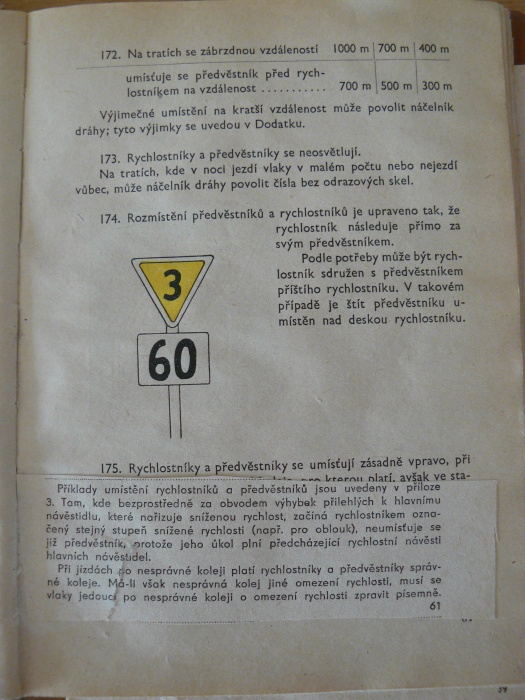 172. Na tratích se zábrzdnou vzdáleností 1000 m 700 m 400 m
umisťuje se předvěstník před rych-
lostníkem na vzdálenost ........... 700 m 500 m 300 m
Výjimečné umístění na kratší vzdálenost může povolit náčelník
dráhy; tyto výjimky se uvedou v Dodatku.
173. Rychlostníky a předvěstníky se neosvětlují.
Na tratích, kde v noci jezdí vlaky v malém počtu nebo nejezdí
vůbec, může náčelník dráhy povolit čísla bez odrazových skel.
174. Rozmístění předvěstníků a rychlostníků je upraveno tak, že
rychlostník následuje přímo za
svým předvěstníkem.
Podle potřeby může být rych-
lostník sdružen s předvěstníkem
příštího rychlostníku. V takovém
případě je štít předvěstníku u-
místěn nad deskou rychlostníku.
3
60
175. Rychlostníky a předvěstníky se umisťují zásadně vpravo, při
kterou platí, avšak ve sta-
Příklady umístění rychlostníků a předvěstníků jsou uvedeny v příloze
3. Tam, kde bezprostředně za obvodem výhybek přilehlých k hlavnímu
návěstidlu, které nařizuje sníženou rychlost, začíná rychlostníkem ozna-
čený stejný stupeň snížené rychlosti (např. pro oblouk), neumisťuje se
již předvěstník, protože jeho úkol plní předcházející rychlostní návěsti
hlavních návěstidel.
Při jízdách po nesprávné koleji platí rychlostníky a předvěstníky správ-
né koleje. Má-li však nesprávná kolej jiné omezení rychlosti, musí se
vlaky jedoucí po nesprávné koleji o omezení rychlosti zpravit písemně.
61